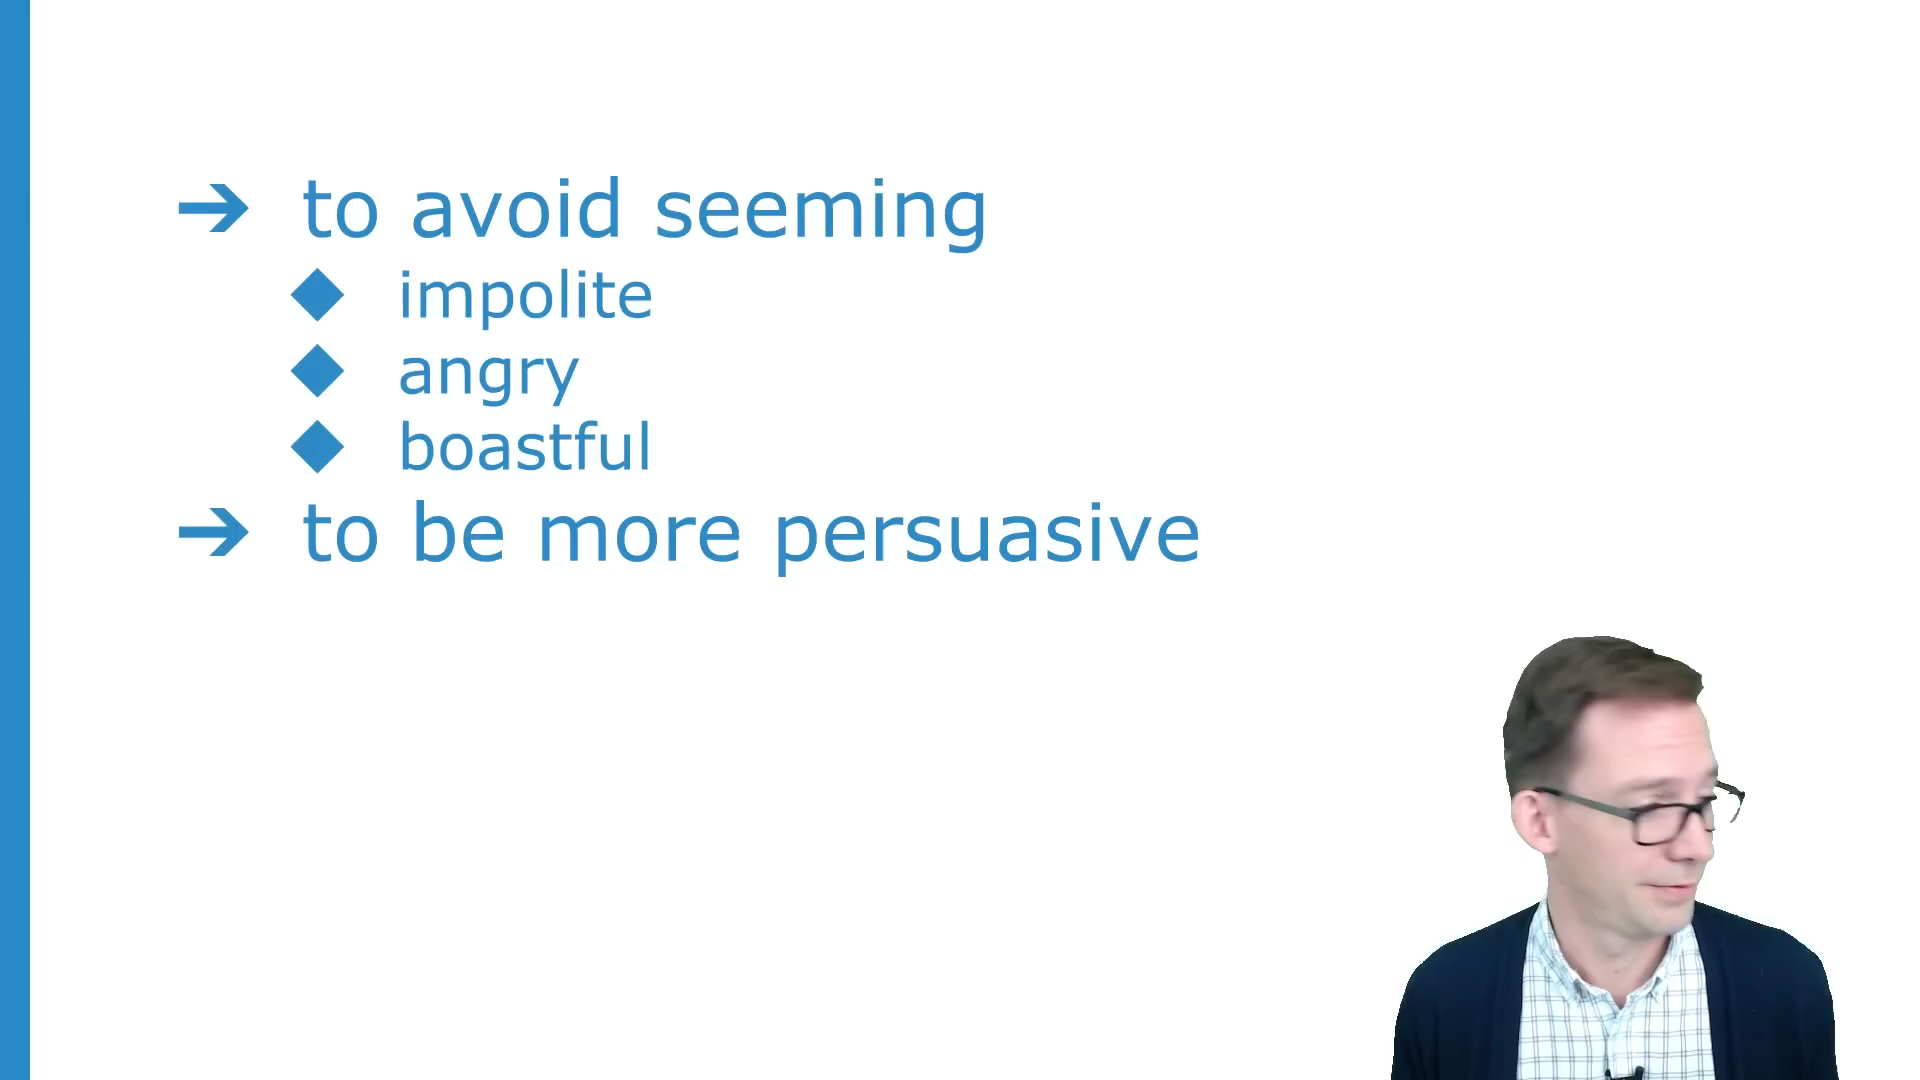 ➔ to avoid seeming
◆ impolite
◆ angry
◆ boastful
➔ to be more persuasive